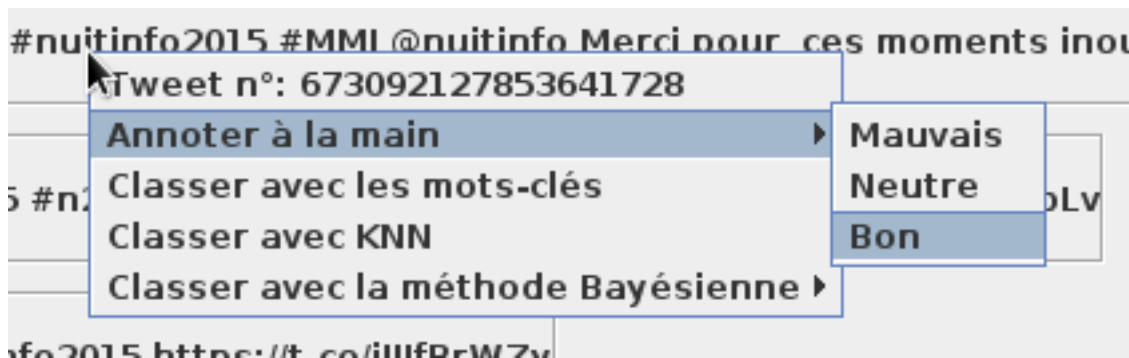 #nuitinfo2015 #MMI @nuitinfo Merci pour ces moments
Tweet n°: 673092127853641728
Annoter à la main
Mauvais
Classer avec les mots-clés
Neutre
Classer avec KNN
Bon
Classer avec la méthode Bayésienne